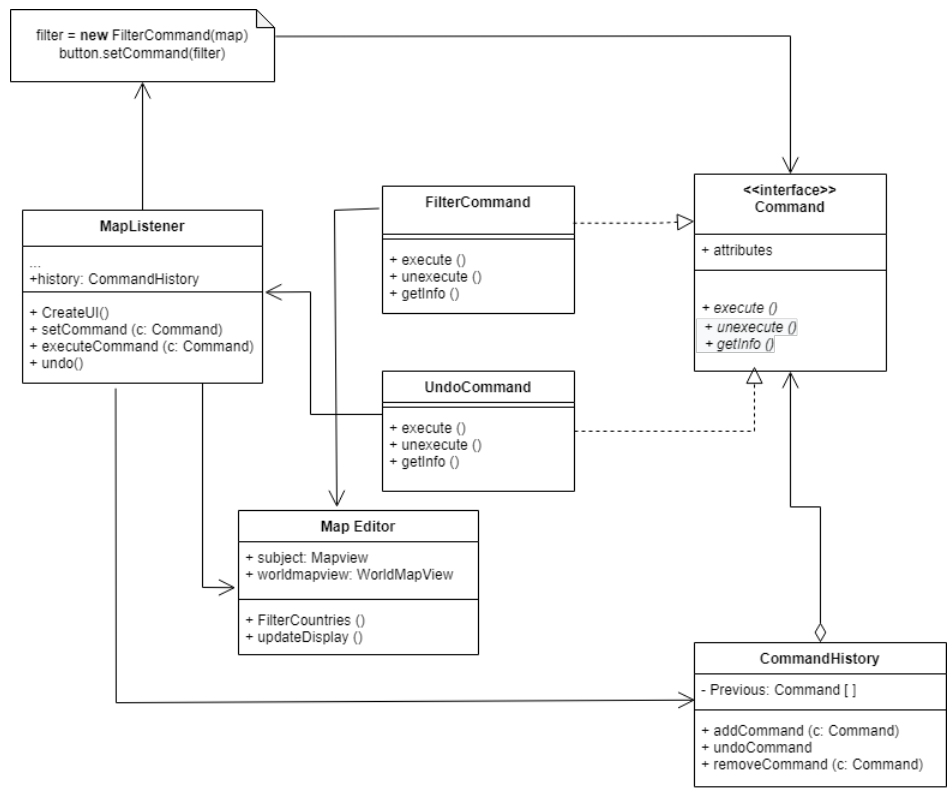 filter = new FilterCommand(map)
button.setCommand(filter)
MapListener
...
+history: CommandHistory
+ CreateUI()
+ setCommand (c: Command)
+ executeCommand (c: Command)
+ undo()
FilterCommand
+ execute ()
+ unexecute ()
+ getInfo ()
<<interface>>
Command
+ attributes
+ execute ()
+ unexecute ()
+ getInfo ()
UndoCommand
+ execute ()
+ unexecute ()
+ getInfo ()
Map Editor
+ subject: Mapview
+ worldmapview: WorldMapView
+ FilterCountries ()
+ updateDisplay ()
CommandHistory
- Previous: Command [ ]
+ addCommand (c: Command)
+ undoCommand
+ removeCommand (c: Command)